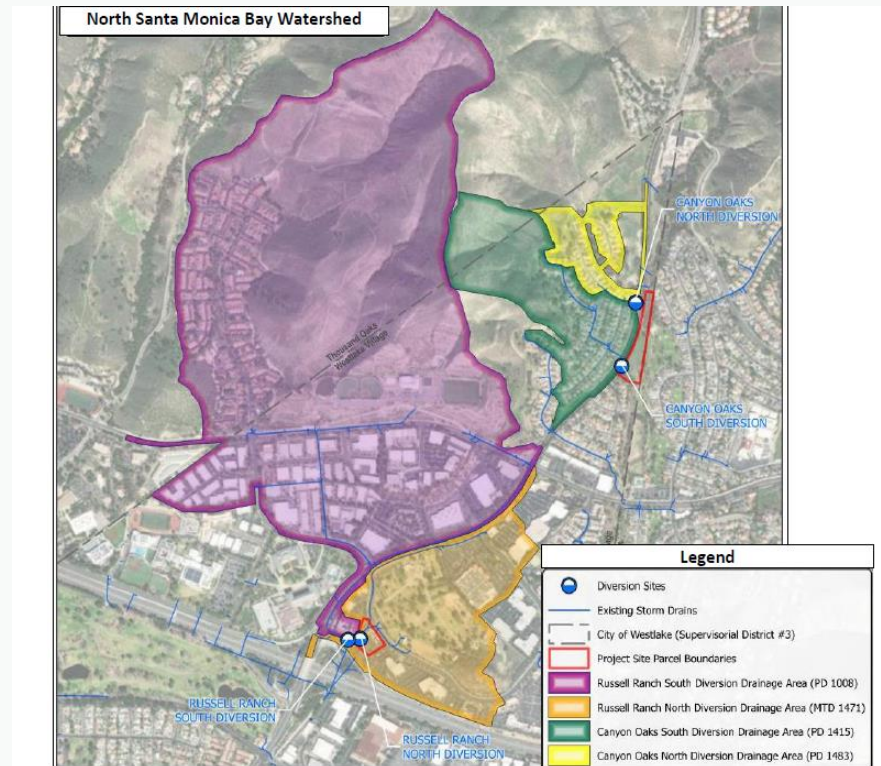 North Santa Monica Bay Watershed
CANYON OAKS
NORTH DIVERSION
Thousand Oaks
Westlake Village
CANYON OAKS
SOUTH DIVERSION
RUSSELL RANCH
SOUTH DIVERSION
RUSSELL RANCH
NORTH DIVERSION
Legend
Diversion Sites
Existing Storm Drains
City of Westlake (Supervisorial District #3)
Project Site Parcel Boundaries
Russell Ranch South Diversion Drainage Area (PD 1008)
Russell Ranch North Diversion Drainage Area (MTD 1471)
Canyon Oaks South Diversion Drainage Area (PD 1415)
Canyon Oaks North Diversion Drainage Area (PD 1483)